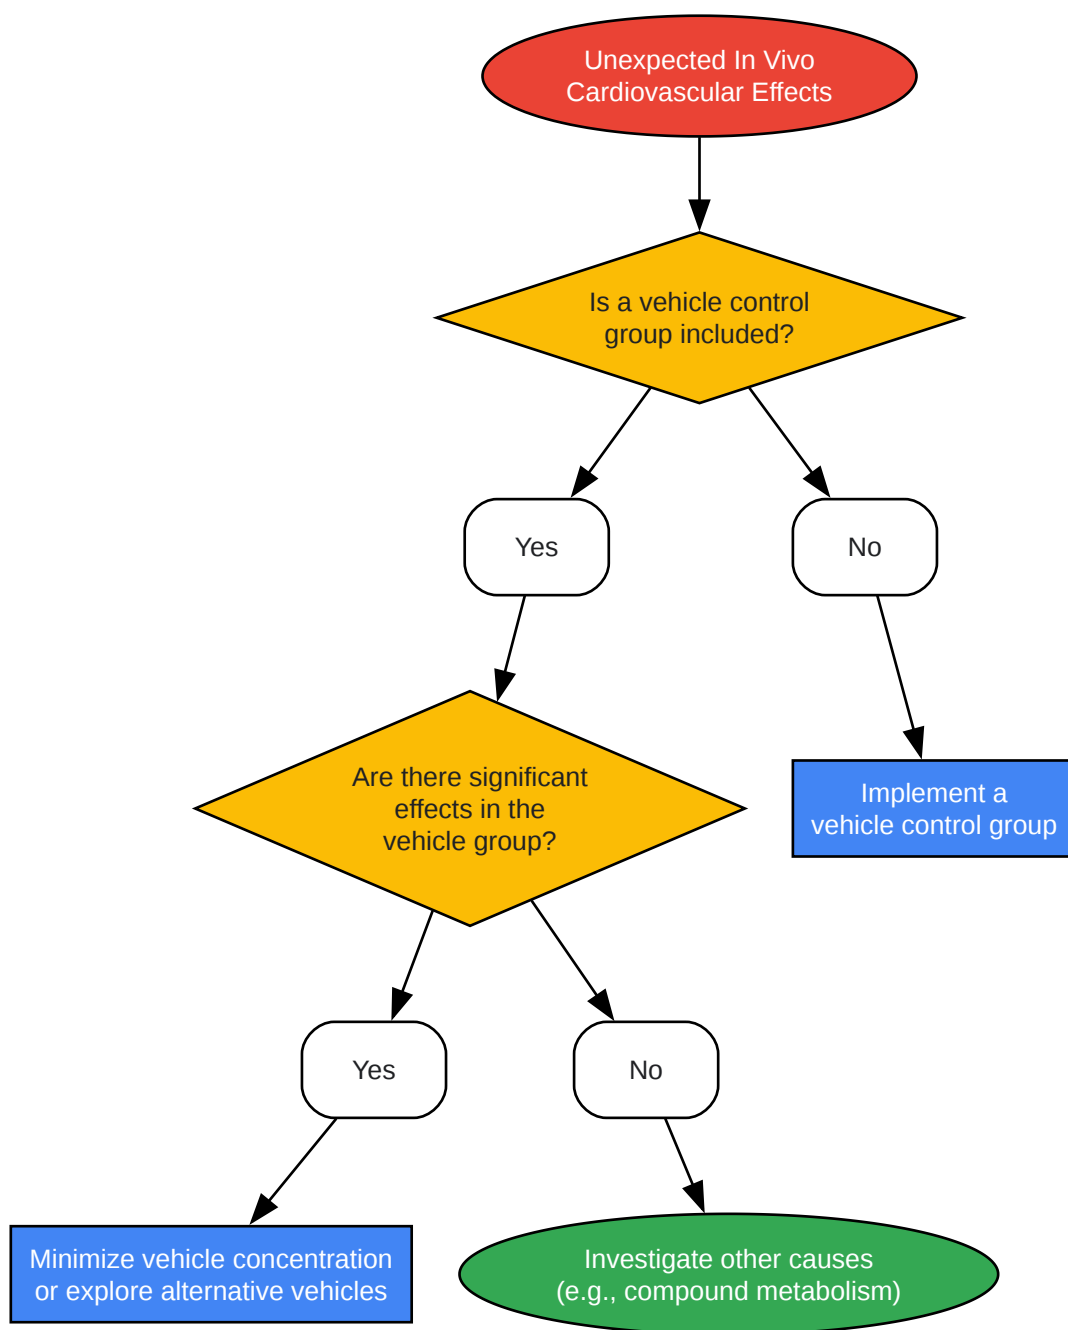 Unexpected In Vivo
Cardiovascular Effects
Is a vehicle control
group included?
Yes
No
Are there significant
effects in the
vehicle group?
Implement a
vehicle control group
Yes
No
Minimize vehicle concentration
or explore alternative vehicles
Investigate other causes
(e.g., compound metabolism)